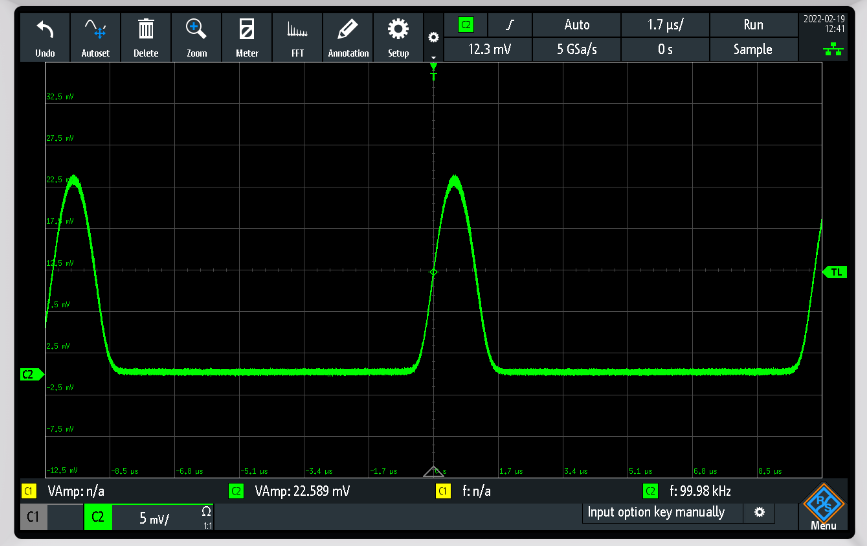 Undo Autoset Delete Zoom Meter FFT Annotation Setup
C2 Auto 1.7 µs/ Run
12.3 mV 5 GSa/s 0 s Sample
2022-02-19
12:41
T
32.5 mV
27.5 mV
22.5 mV
17.5 mV
12.5 mV
TL
7.5 mV
2.5 mV
C2
-2.5 mV
-7.5 mV
-12.5 mV -8.5 µs -6.8 µs -5.1 µs -3.4 µs -1.7 µs 0 s 1.7 µs 3.4 µs 5.1 µs 6.8 µs 8.5 µs
C1 VAmp: n/a C2 VAmp: 22.589 mV C1 f: n/a C2 f: 99.98 kHz
C1 C2 5 mV/ Ω 1:1 Input option key manually
R&S
Menu